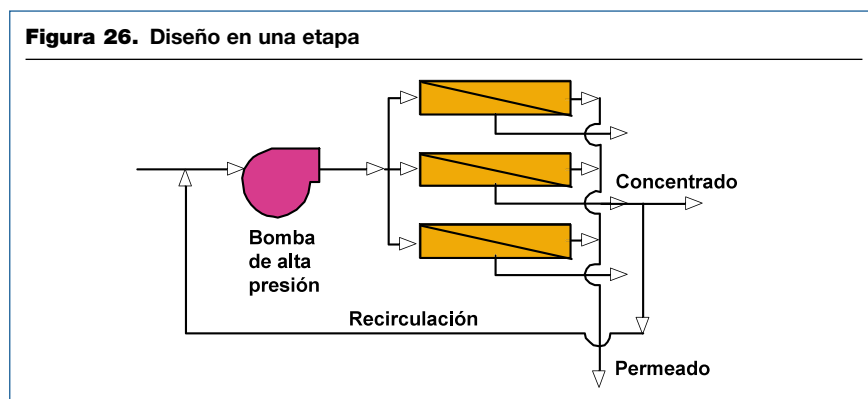 Figura 26. Diseño en una etapa
Concentrado
Bomba
de alta
presión
Recirculación
Permeado